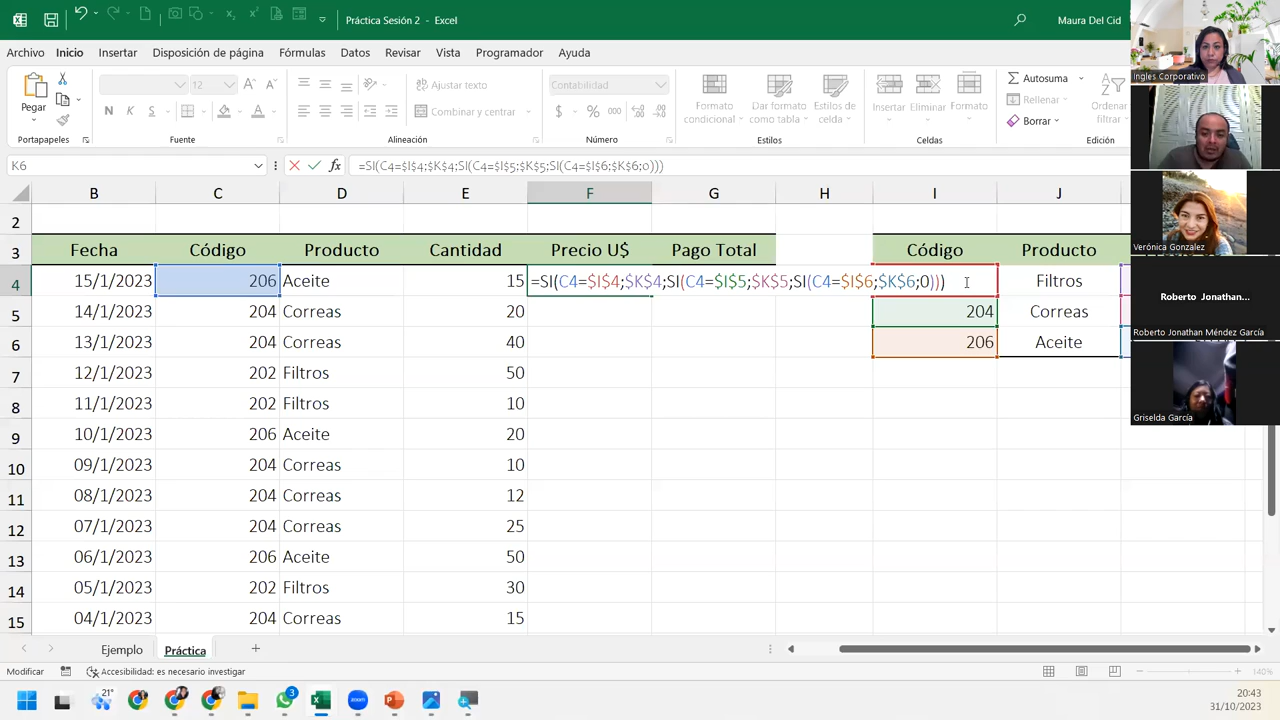 Práctica Sesión 2 - Excel
Maura Del Cid
Archivo Inicio Insertar Disposición de página Fórmulas Datos Revisar Vista Programador Ayuda
Pegar
12
N K S
Ajustar texto
Combinar y centrar
Contabilidad
$ % 000
Formato condicional
Dar formato como tabla
Estilos de celda
Insertar Eliminar Formato
Autosuma
Rellenar
Borrar
Ordenar
filtrar
Portapapeles Fuente Alineación Número Estilos Celdas Edición
K6
fx =SI(C4=$I$4;$K$4;SI(C4=$I$5;$K$5;SI(C4=$I$6;$K$6;0)))
B C D E F G H I J
2
3 Fecha Código Producto Cantidad Precio U$ Pago Total Código Producto
4 15/1/2023 206 Aceite 15 =SI(C4=$I$4;$K$4;SI(C4=$I$5;$K$5;SI(C4=$I$6;$K$6;0))) Filtros
5 14/1/2023 204 Correas 20 204 Correas
6 13/1/2023 204 Correas 40 206 Aceite
7 12/1/2023 202 Filtros 50
8 11/1/2023 202 Filtros 10
9 10/1/2023 206 Aceite 20
10 09/1/2023 204 Correas 10
11 08/1/2023 204 Correas 12
12 07/1/2023 204 Correas 25
13 06/1/2023 206 Aceite 50
14 05/1/2023 202 Filtros 30
15 04/1/2023 204 Correas 15
Ejemplo Práctica
Modificar Accesibilidad: es necesario investigar
140%
21°
3
zoom
20:43
31/10/2023
Ingles Corporativo
Verónica Gonzalez
Roberto Jonathan...
Roberto Jonathan Méndez García
Griselda García